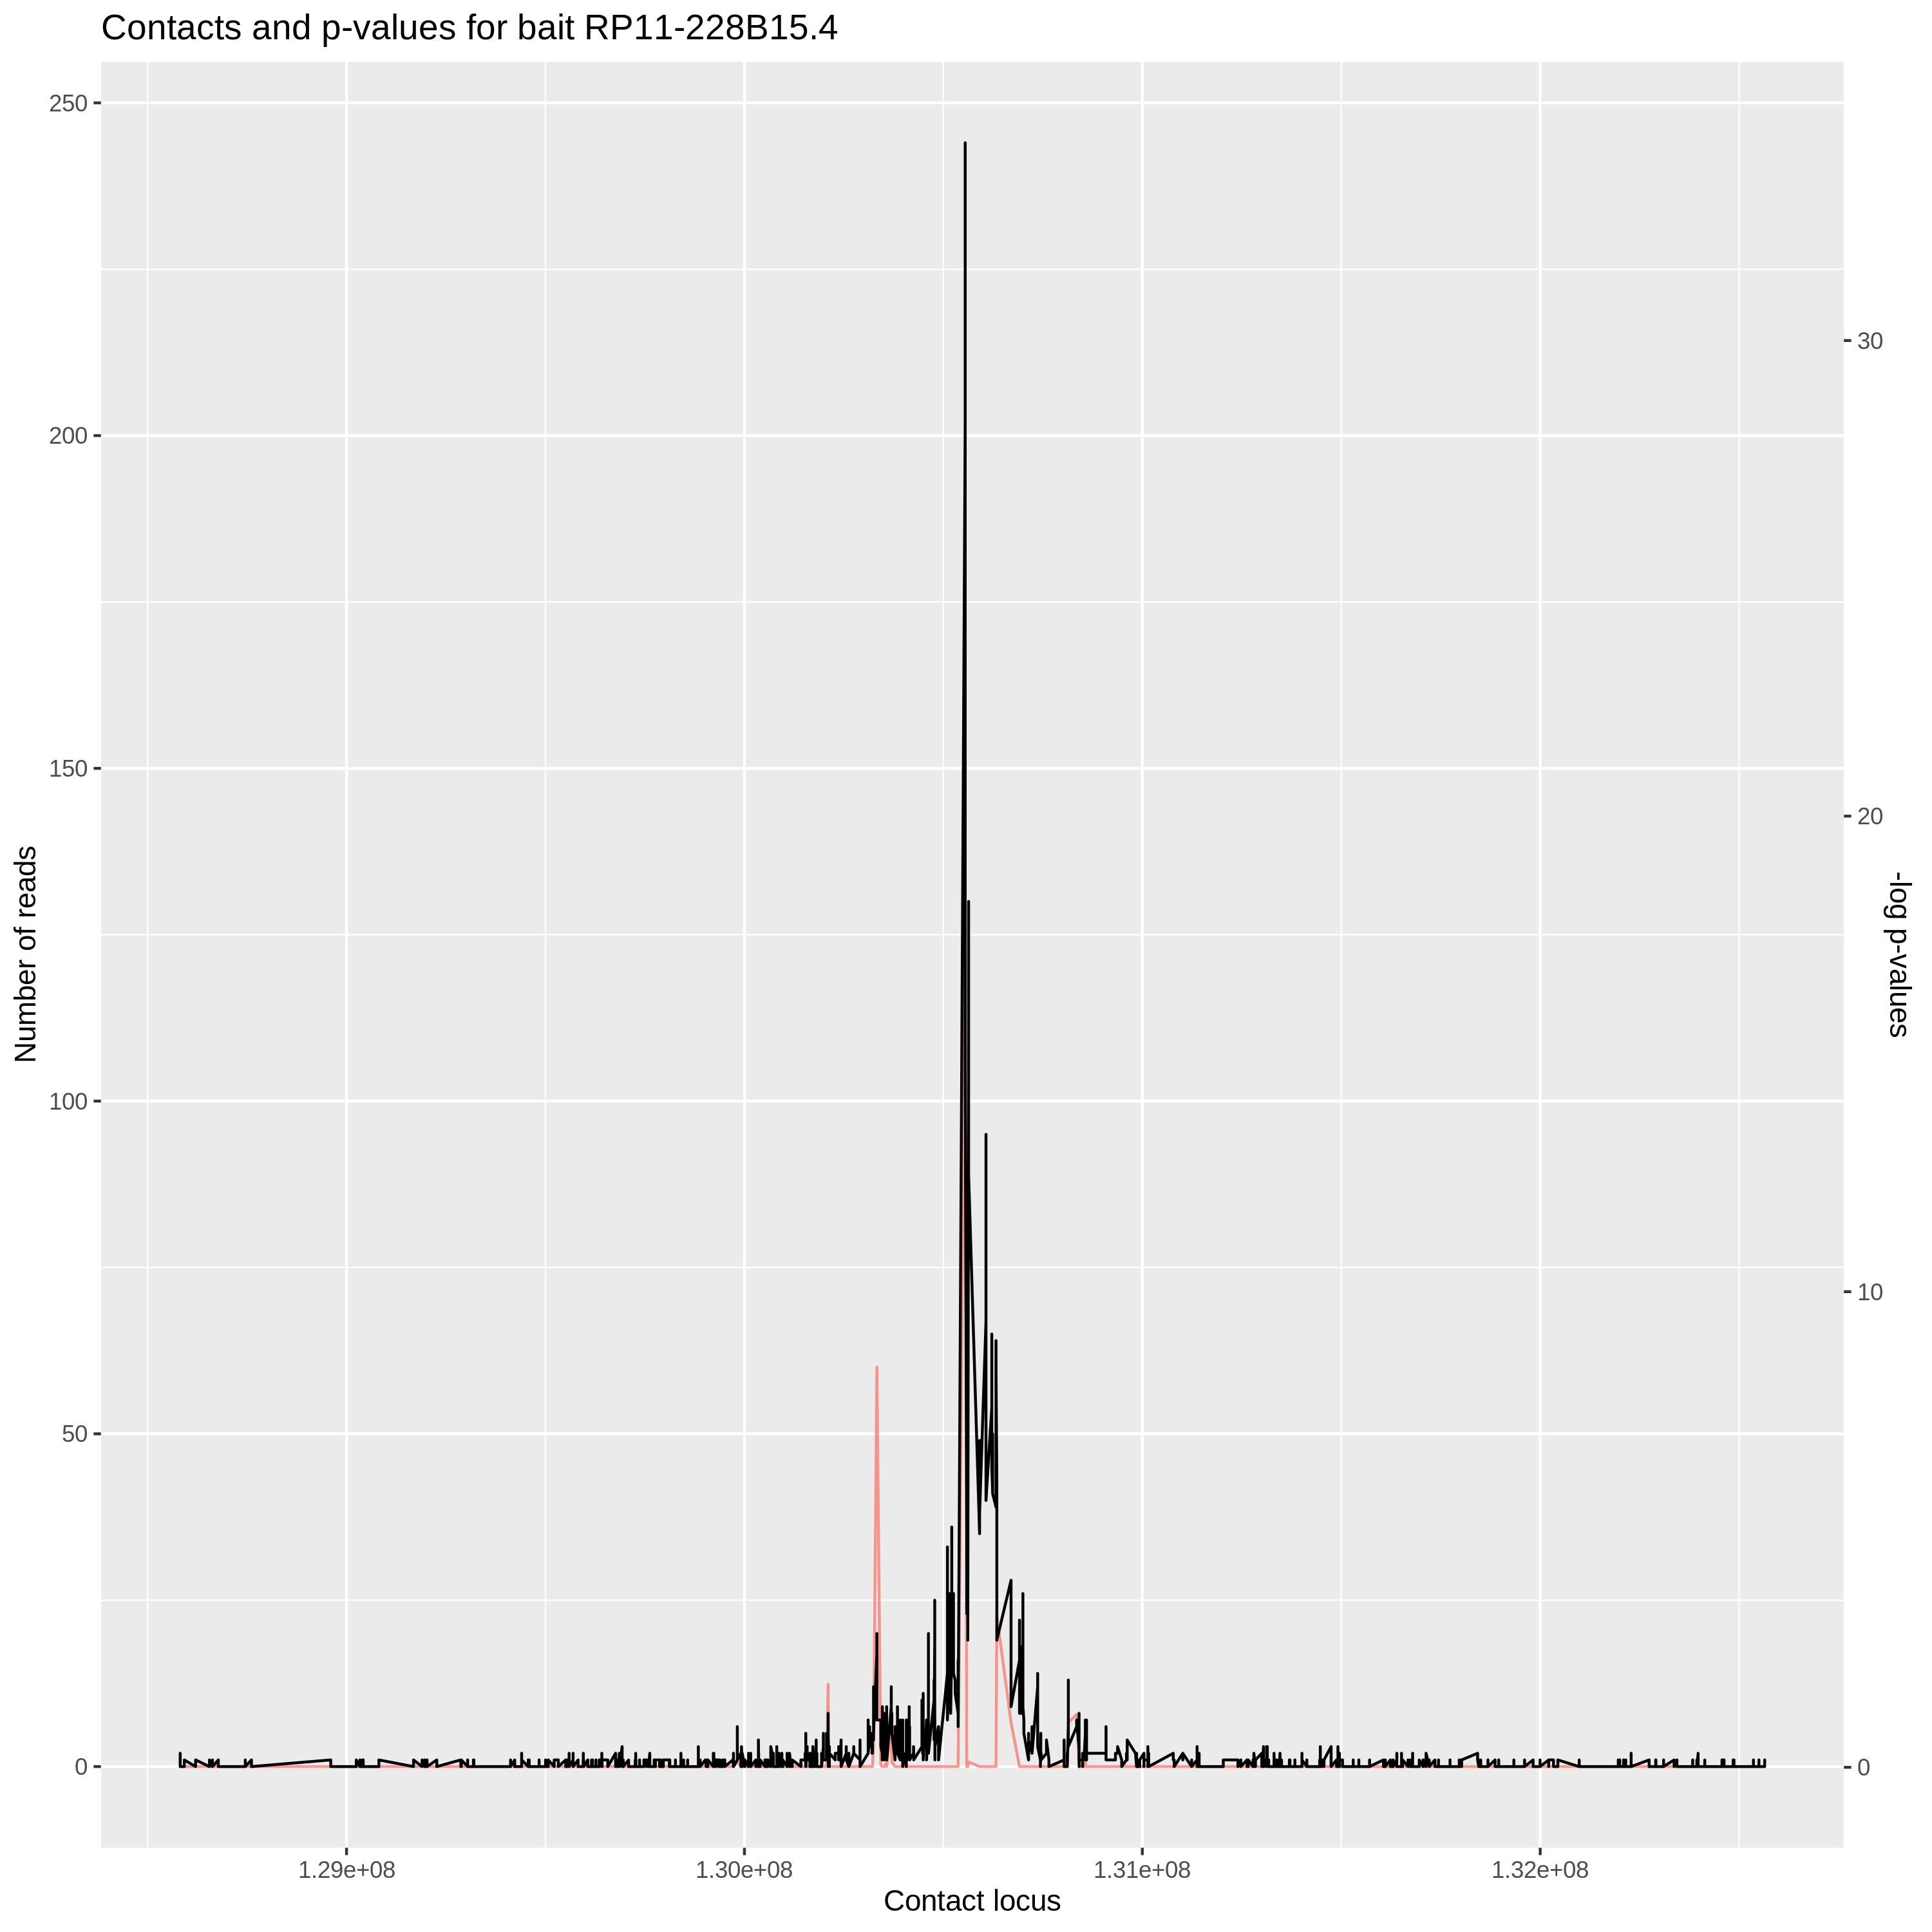 Contacts and p-values for bait RP11-228B15.4
250
200
150
100
50
0
Number of reads
30
20
10
0
-log p-values
1.29e+08
1.30e+08
1.31e+08
1.32e+08
Contact locus